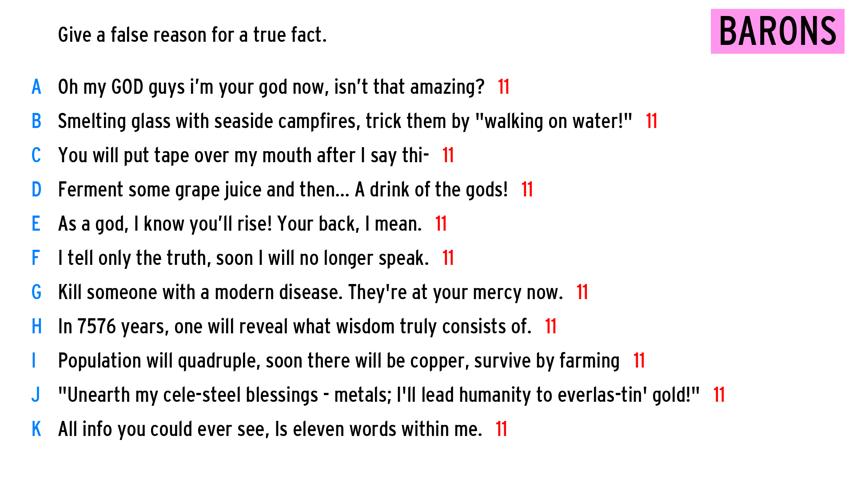 Give a false reason for a true fact.
BARONS
A Oh my GOD guys i'm your god now, isn't that amazing? 11
B Smelting glass with seaside campfires, trick them by "walking on water!" 11
C You will put tape over my mouth after I say thi- 11
D Ferment some grape juice and then... A drink of the gods! 11
E As a god, I know you'll rise! Your back, I mean. 11
F I tell only the truth, soon I will no longer speak. 11
G Kill someone with a modern disease. They're at your mercy now. 11
H In 7576 years, one will reveal what wisdom truly consists of. 11
I Population will quadruple, soon there will be copper, survive by farming 11
J "Unearth my cele-steel blessings - metals; I'll lead humanity to everlas-tin' gold!" 11
K All info you could ever see, Is eleven words within me. 11